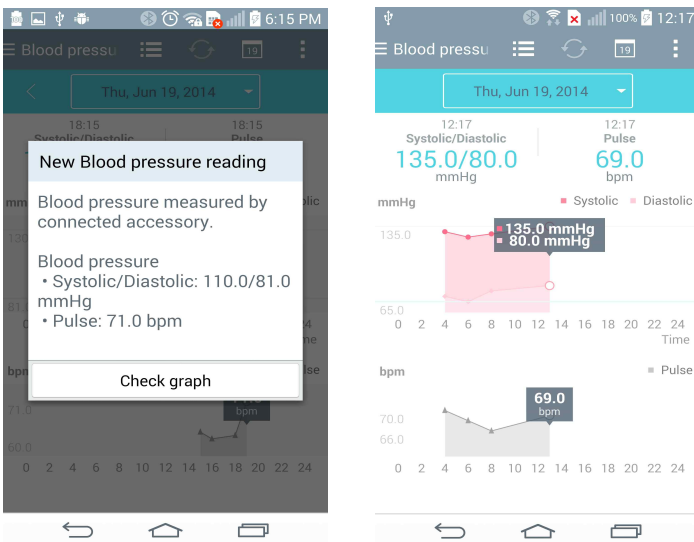 6:15 PM
Blood pressu
19
Thu, Jun 19, 2014
18:15
18:15
Systolic/Diastolic
Pulse
New Blood pressure reading
Blood pressure measured by
connected accessory.
Blood pressure
• Systolic/Diastolic: 110.0/81.0
mmHg
• Pulse: 71.0 bpm
Check graph
bpm
71.0
60.0
0 2 4 6 8 10 12 14 16 18 20 22 24
100% 12:17
Blood pressu
19
Thu, Jun 19, 2014
12:17
12:17
Systolic/Diastolic
Pulse
135.0/80.0
69.0
mmHg
bpm
mmHg
Systolic
Diastolic
135.0 mmHg
80.0 mmHg
135.0
65.0
0 2 4 6 8 10 12 14 16 18 20 22 24
Time
bpm
Pulse
69.0
bpm
70.0
66.0
0 2 4 6 8 10 12 14 16 18 20 22 24